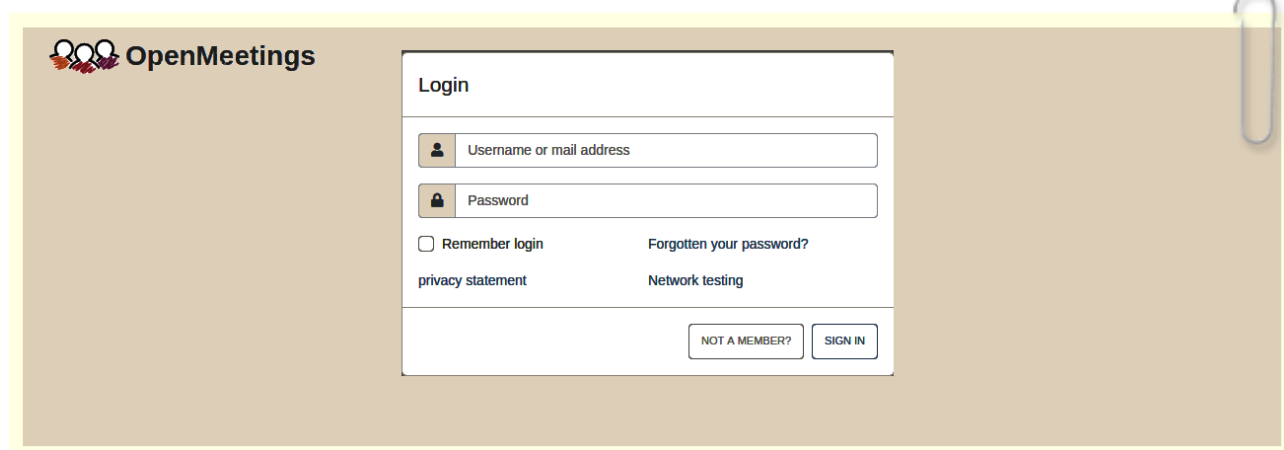 OpenMeetings
Login
Username or mail address
Password
Remember login
Forgotten your password?
privacy statement
Network testing
NOT A MEMBER?
SIGN IN